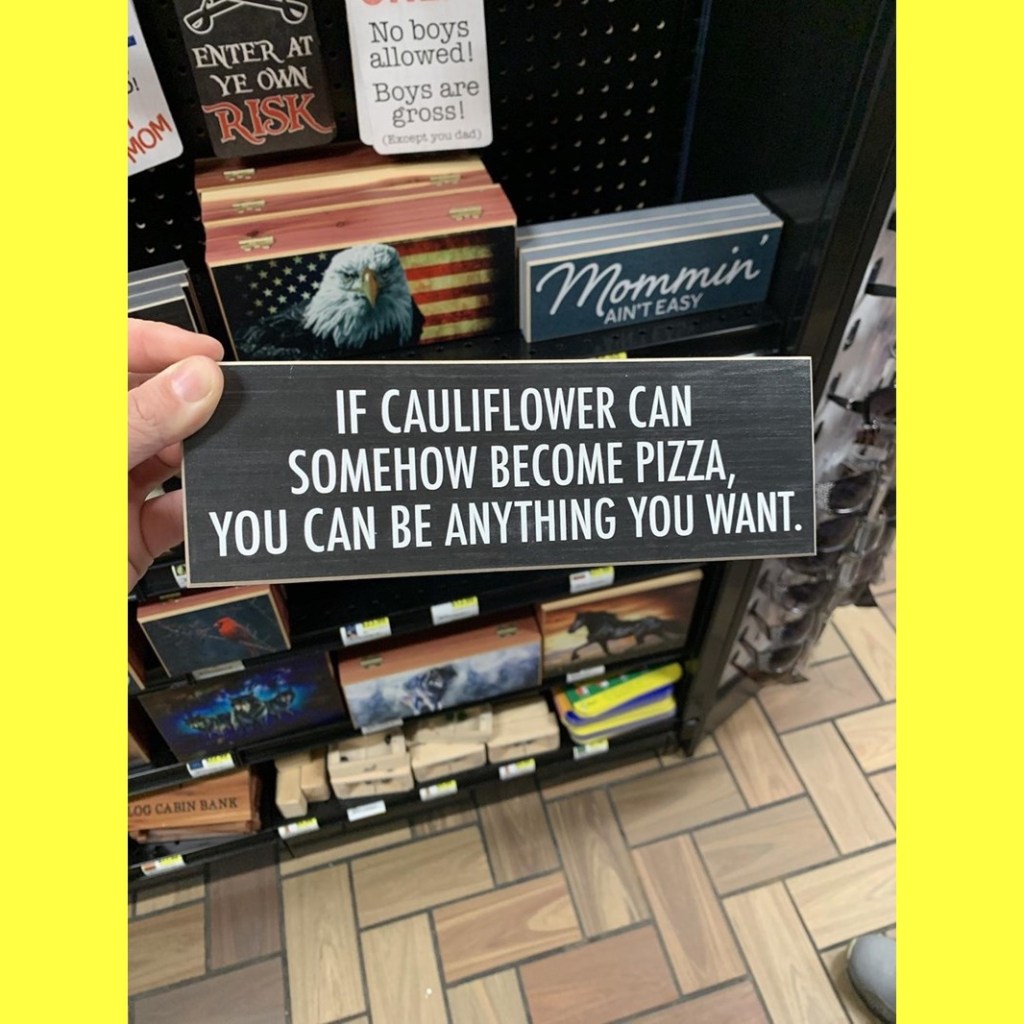 MOM
ENTER AT
YE OWN
RISK
No boys
allowed!
Boys are
gross!
(Except you dad)
Mommin'
AIN'T EASY
IF CAULIFLOWER CAN
SOMEHOW BECOME PIZZA,
YOU CAN BE ANYTHING YOU WANT.
LOG CABIN BANK